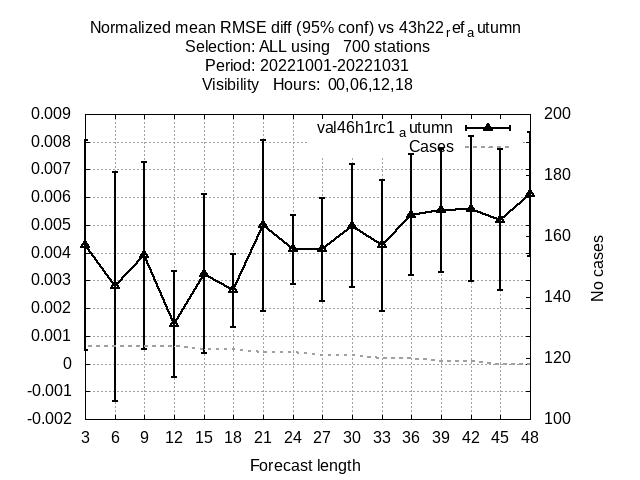 Normalized mean RMSE diff (95% conf) vs 43h22refautumn
Selection: ALL using 700 stations
Period: 20221001-20221031
Visibility Hours: 00,06,12,18
0.009
0.008
0.007
0.006
0.005
0.004
0.003
0.002
0.001
0
-0.001
-0.002
val46h1rc1autumn
Cases
200
180
160
140
120
100
No cases
3 6 9 12 15 18 21 24 27 30 33 36 39 42 45 48
Forecast length